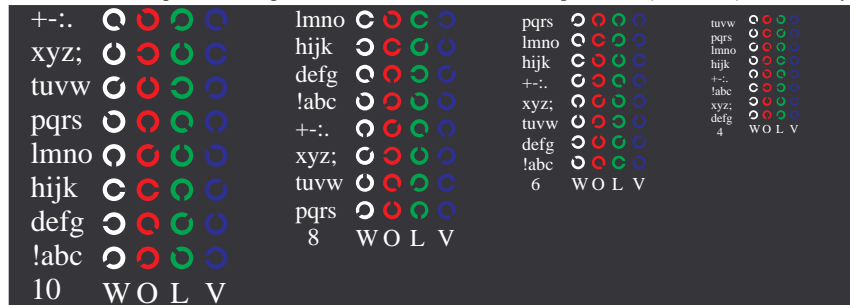 +-:.
xyz;
tuvw
pqrs
lmno
hijk
defg
!abc
10 W O L V
lmno
hijk
defg
!abc
+-:.
xyz;
tuvw
pqrs
8 W O L V
pqrs
lmno
hijk
+-:.
xyz;
tuvw
defg
!abc
6 W O L V
tuvw
pqrs
lmno
hijk
+-:.
!abc
xyz;
defg
4 W O L V